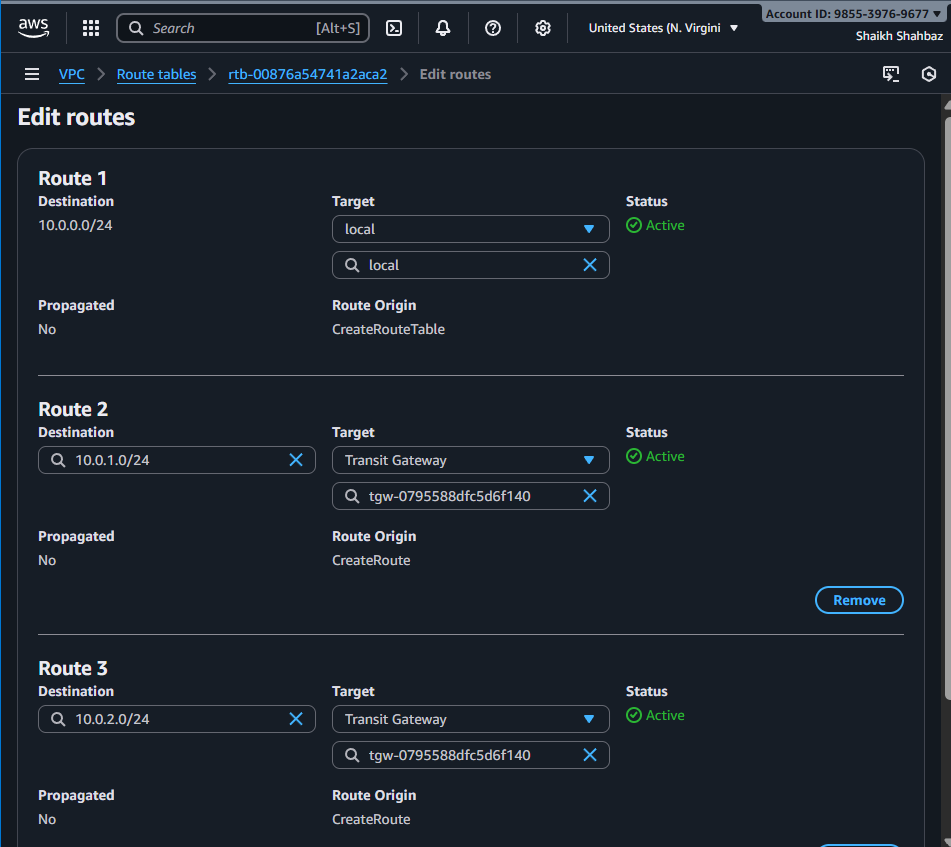 aws
Search [Alt+S]
United States (N. Virgini
Account ID: 9855-3976-9677
Shaikh Shahbaz
VPC > Route tables > rtb-00876a54741a2aca2 > Edit routes
Edit routes
Route 1
Destination Target Status
10.0.0.0/24 local Active
local
Propagated Route Origin
No CreateRouteTable
Route 2
Destination Target Status
10.0.1.0/24 Transit Gateway Active
tgw-0795588dfc5d6f140
Propagated Route Origin
No CreateRoute
Remove
Route 3
Destination Target Status
10.0.2.0/24 Transit Gateway Active
tgw-0795588dfc5d6f140
Propagated Route Origin
No CreateRoute